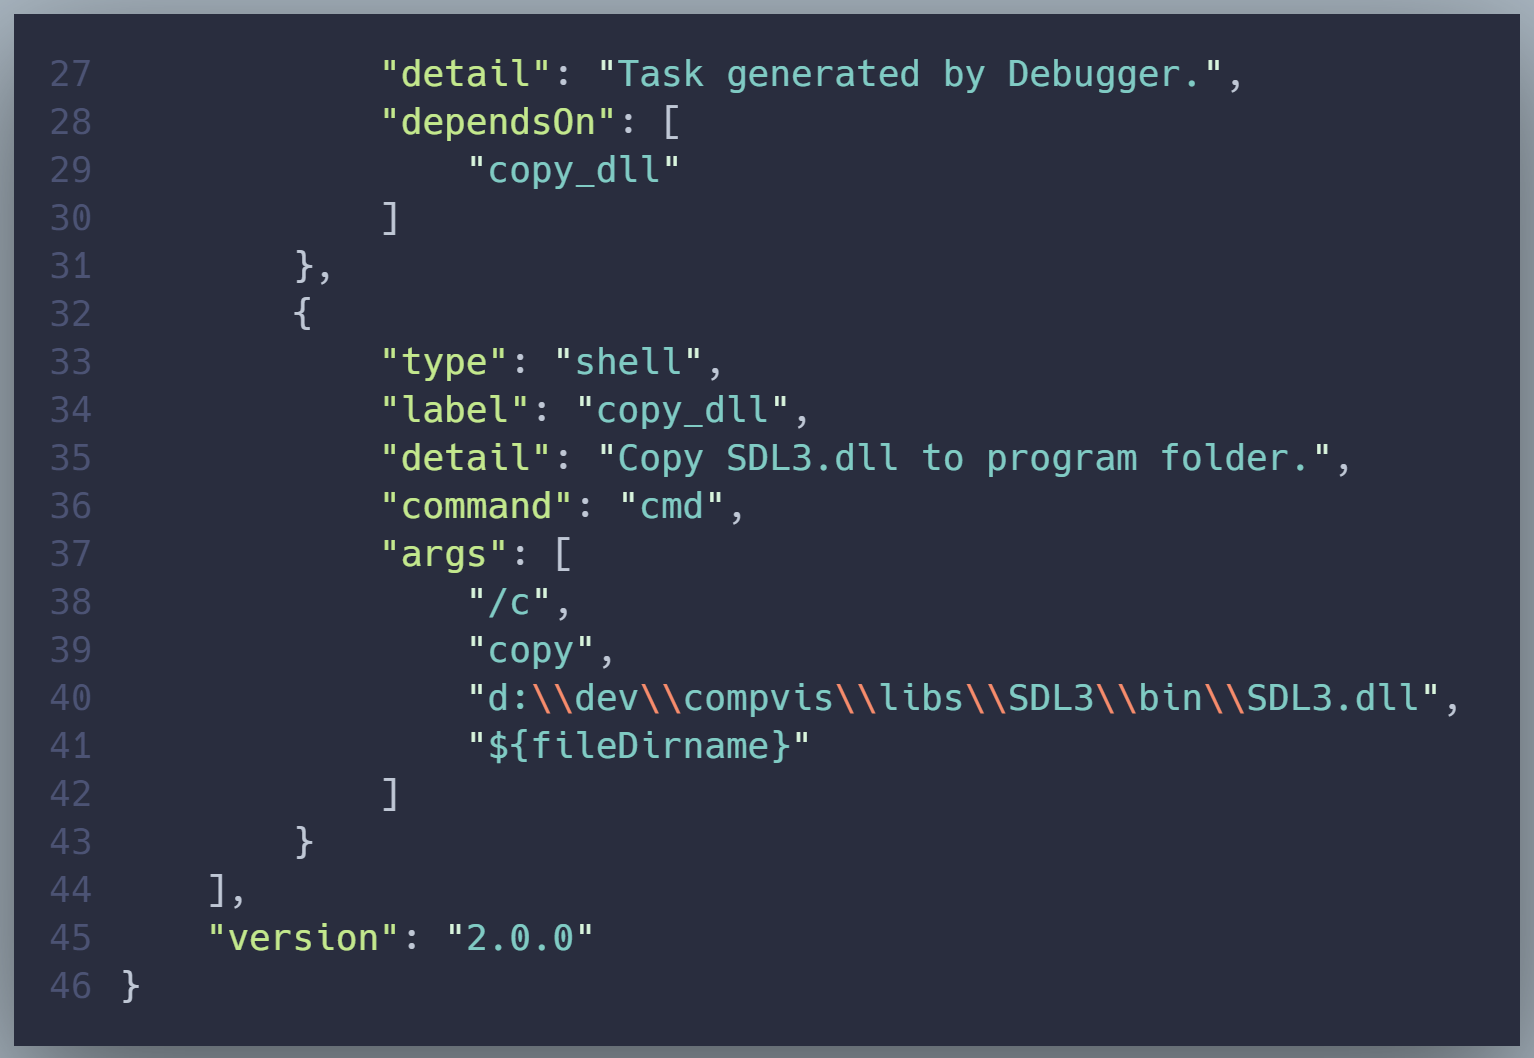 27             "detail": "Task generated by Debugger.",
28             "dependsOn": [
29                 "copy_dll"
30             ]
31         },
32         {
33             "type": "shell",
34             "label": "copy_dll",
35             "detail": "Copy SDL3.dll to program folder.",
36             "command": "cmd",
37             "args": [
38                 "/c",
39                 "copy",
40                 "d:\\dev\\compvis\\libs\\SDL3\\bin\\SDL3.dll",
41                 "${fileDirname}"
42             ]
43         }
44     ],
45     "version": "2.0.0"
46 }